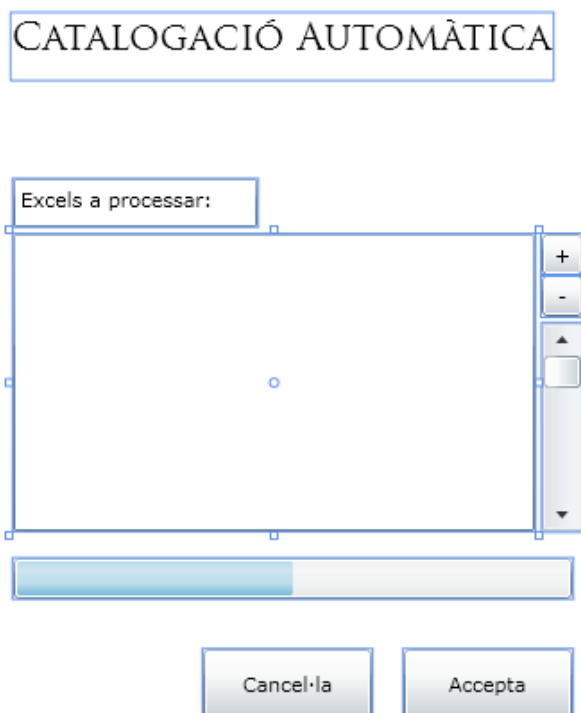 CATALOGACIÓ AUTOMÀTICA
Excels a processar:
+
-
Cancel·la
Accepta